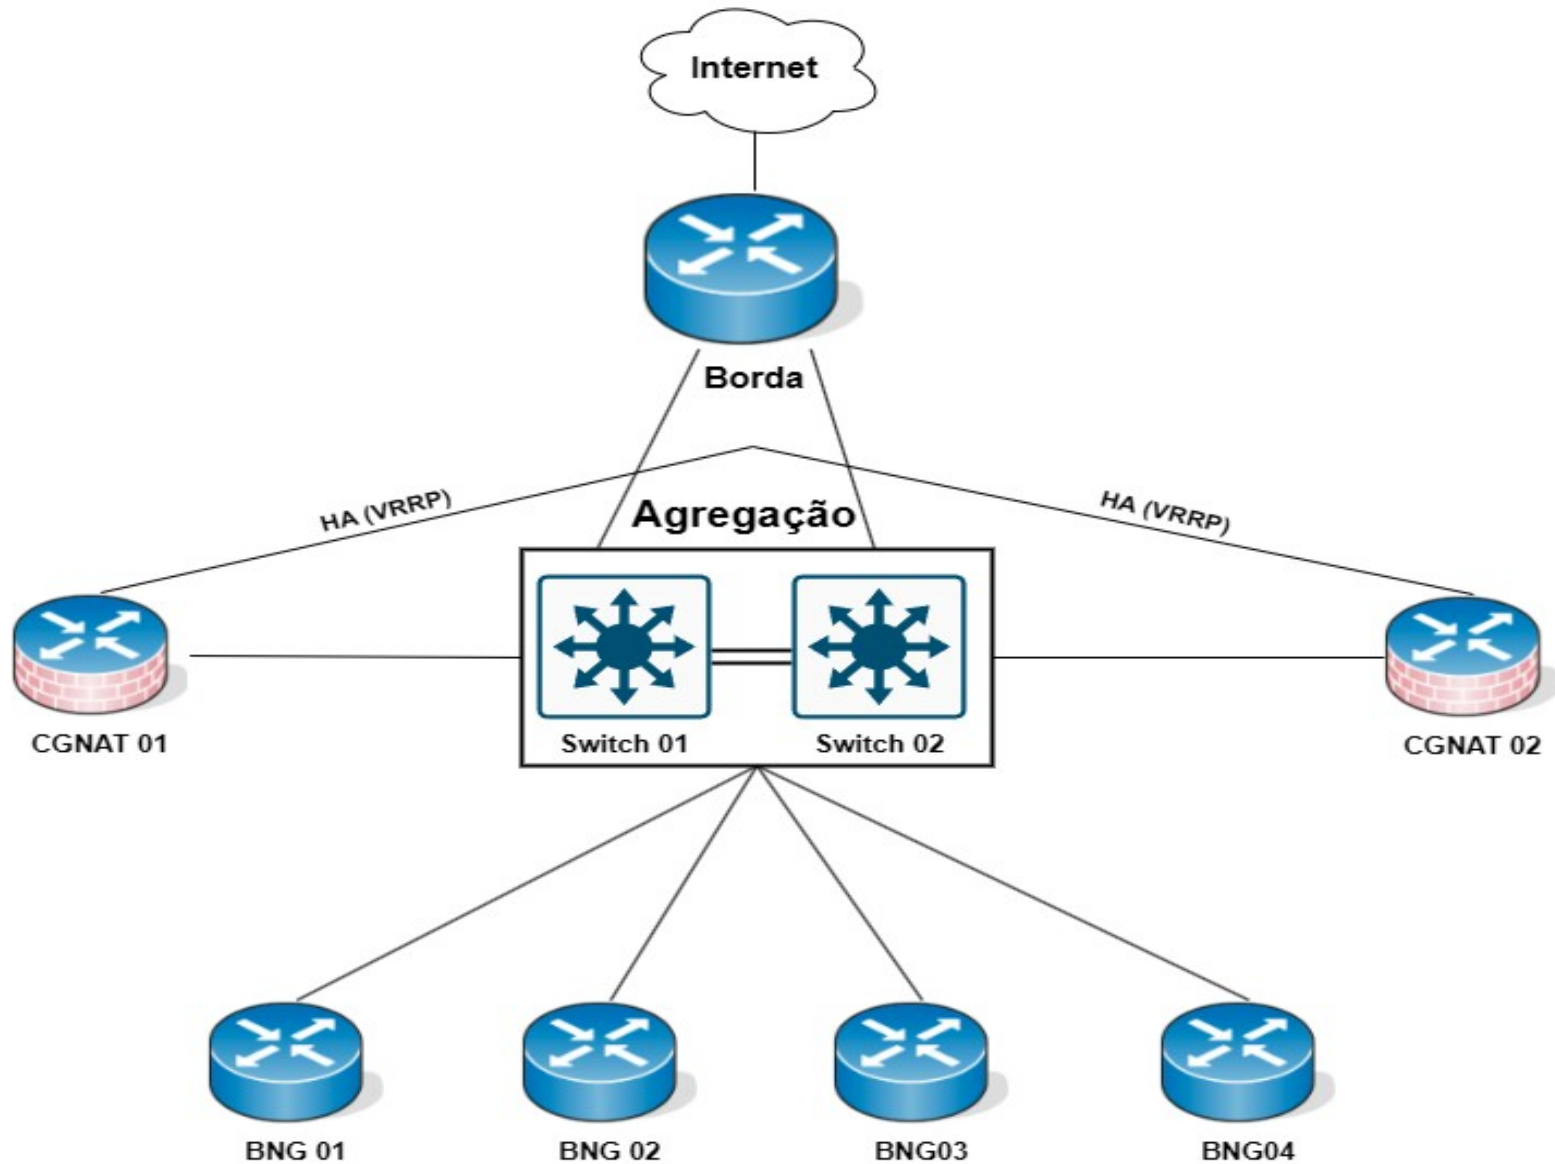 Internet
Borda
HA (VRRP)
HA (VRRP)
Agregação
Switch 01
Switch 02
CGNAT 01
CGNAT 02
BNG 01
BNG 02
BNG03
BNG04